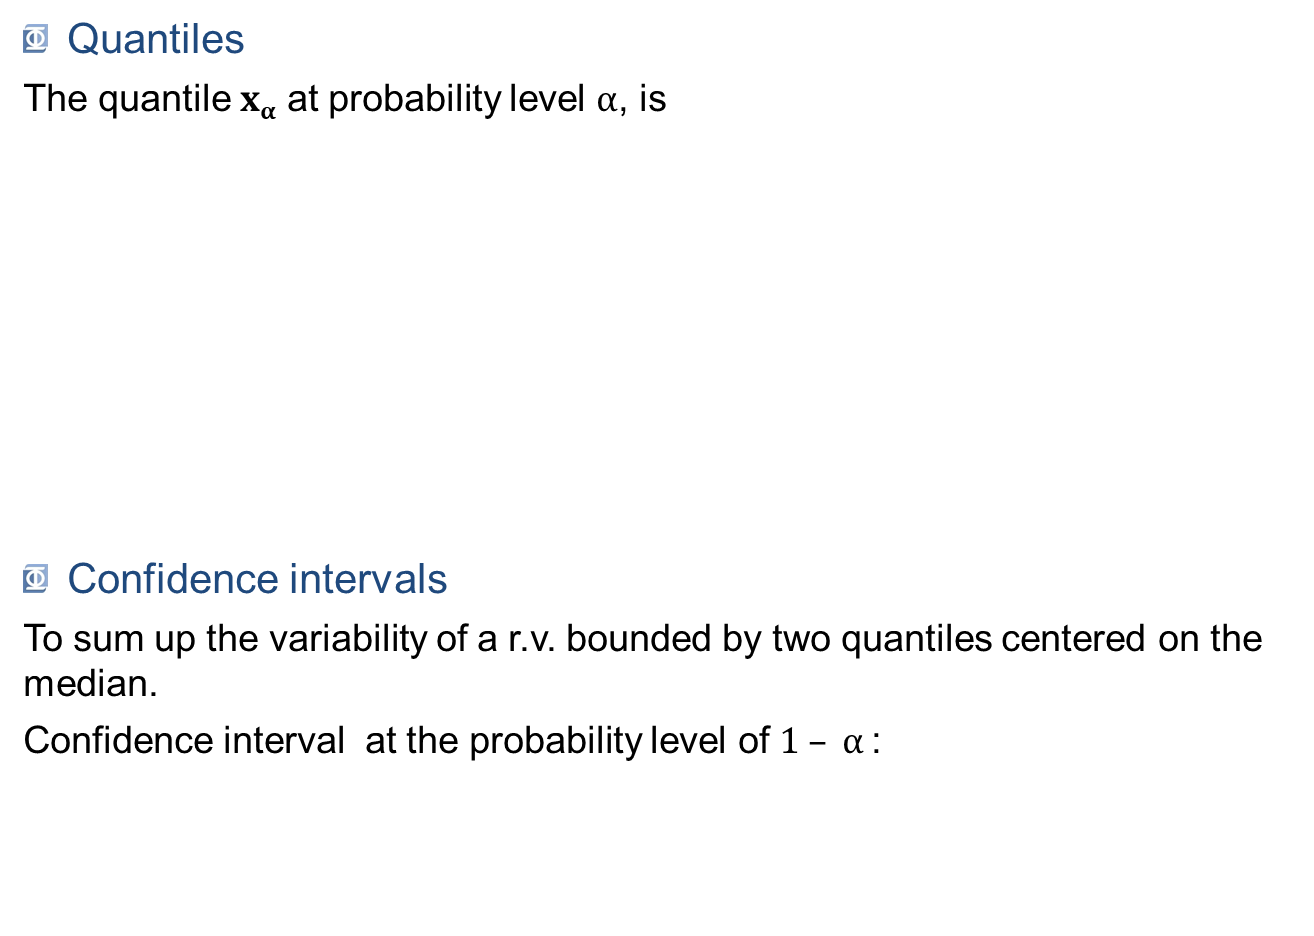 Quantiles
The quantile xα at probability level α, is
Confidence intervals
To sum up the variability of a r.v. bounded by two quantiles centered on the
median.
Confidence interval at the probability level of 1 – α :